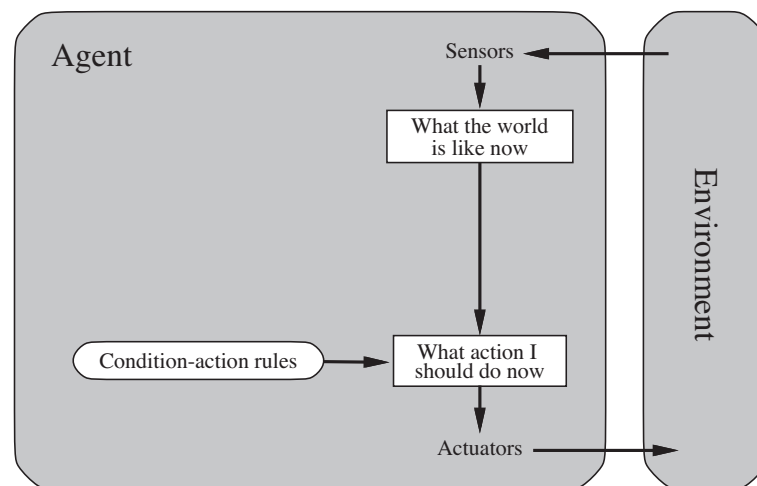 Agent
Sensors
What the world
is like now
Environment
Condition-action rules
What action I
should do now
Actuators